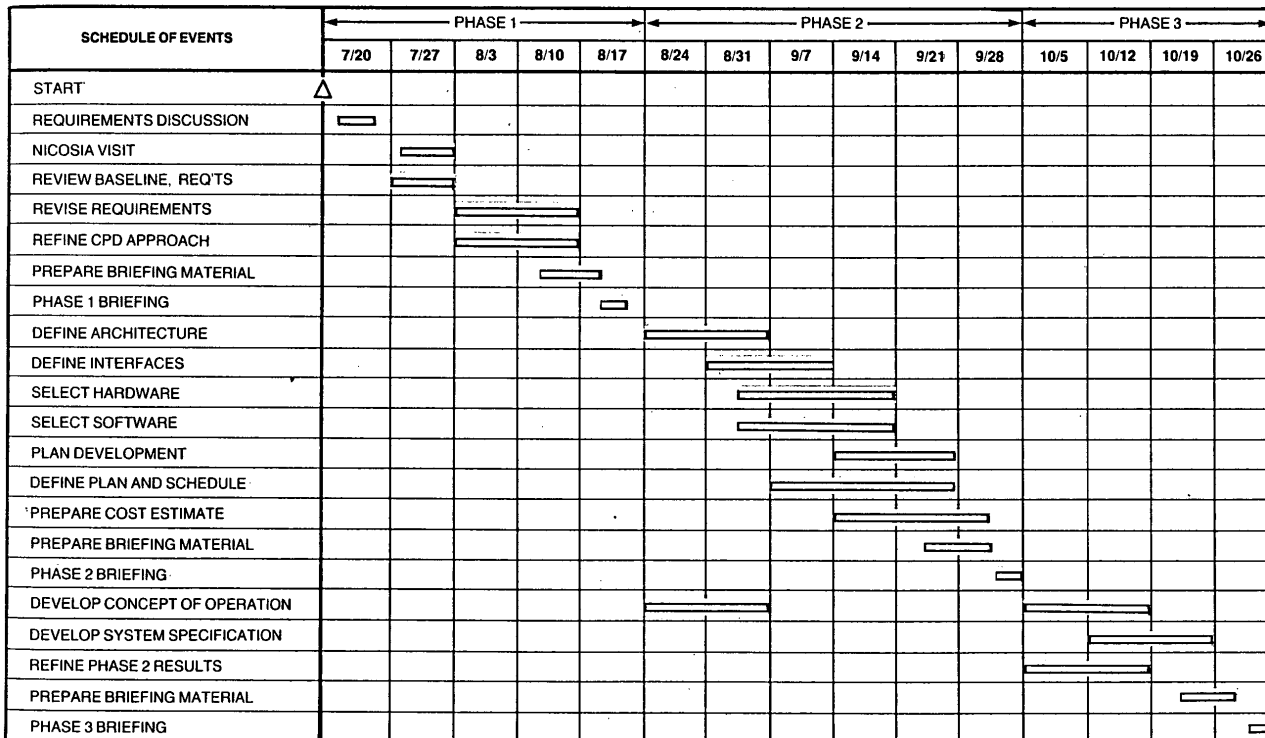 SCHEDULE OF EVENTS
PHASE 1 PHASE 2 PHASE 3
7/20 7/27 8/3 8/10 8/17 8/24 8/31 9/7 9/14 9/21 9/28 10/5 10/12 10/19 10/26
START
REQUIREMENTS DISCUSSION
NICOSIA VISIT
REVIEW BASELINE, REQ'TS
REVISE REQUIREMENTS
REFINE CPD APPROACH
PREPARE BRIEFING MATERIAL
PHASE 1 BRIEFING
DEFINE ARCHITECTURE
DEFINE INTERFACES
SELECT HARDWARE
SELECT SOFTWARE
PLAN DEVELOPMENT
DEFINE PLAN AND SCHEDULE
PREPARE COST ESTIMATE
PREPARE BRIEFING MATERIAL
PHASE 2 BRIEFING
DEVELOP CONCEPT OF OPERATION
DEVELOP SYSTEM SPECIFICATION
REFINE PHASE 2 RESULTS
PREPARE BRIEFING MATERIAL
PHASE 3 BRIEFING